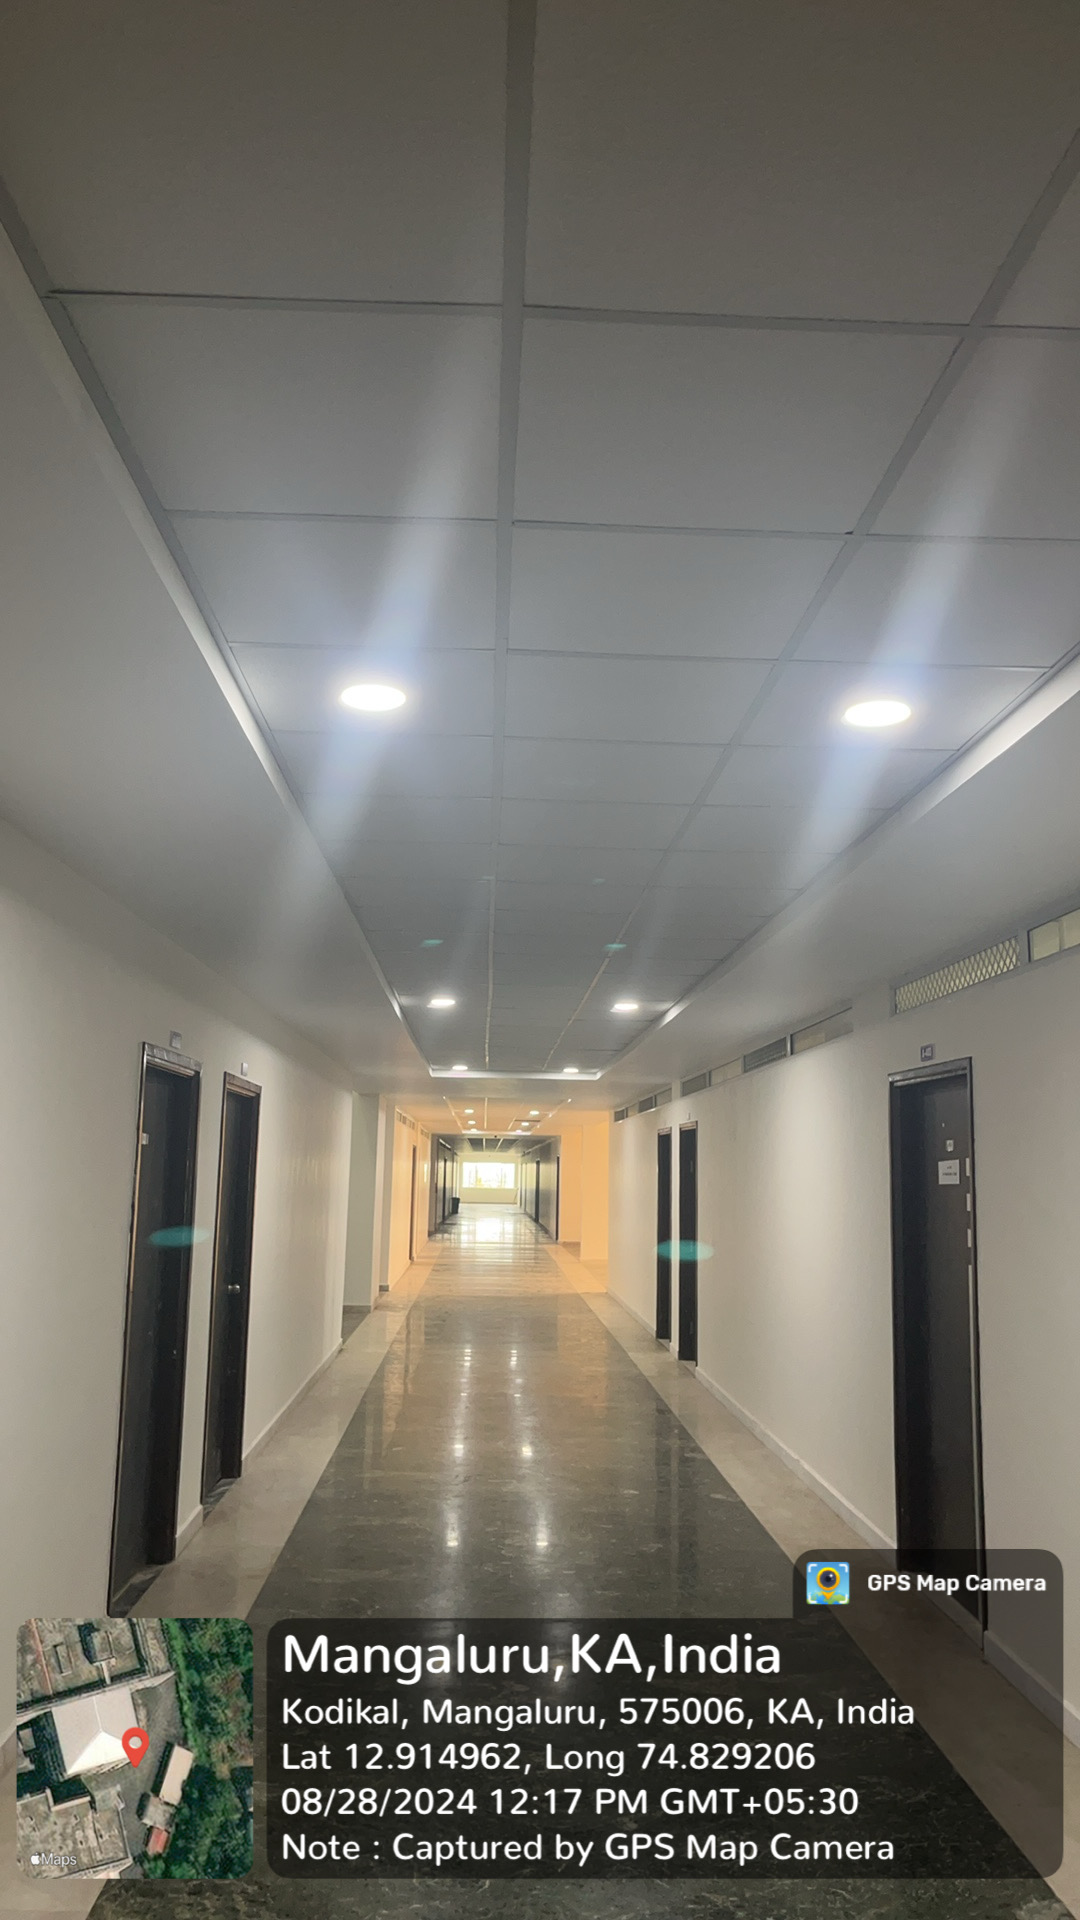 GPS Map Camera
Mangaluru,KA,India
Kodikal, Mangaluru, 575006, KA, India
Lat 12.914962, Long 74.829206
08/28/2024 12:17 PM GMT+05:30
Note : Captured by GPS Map Camera
Maps